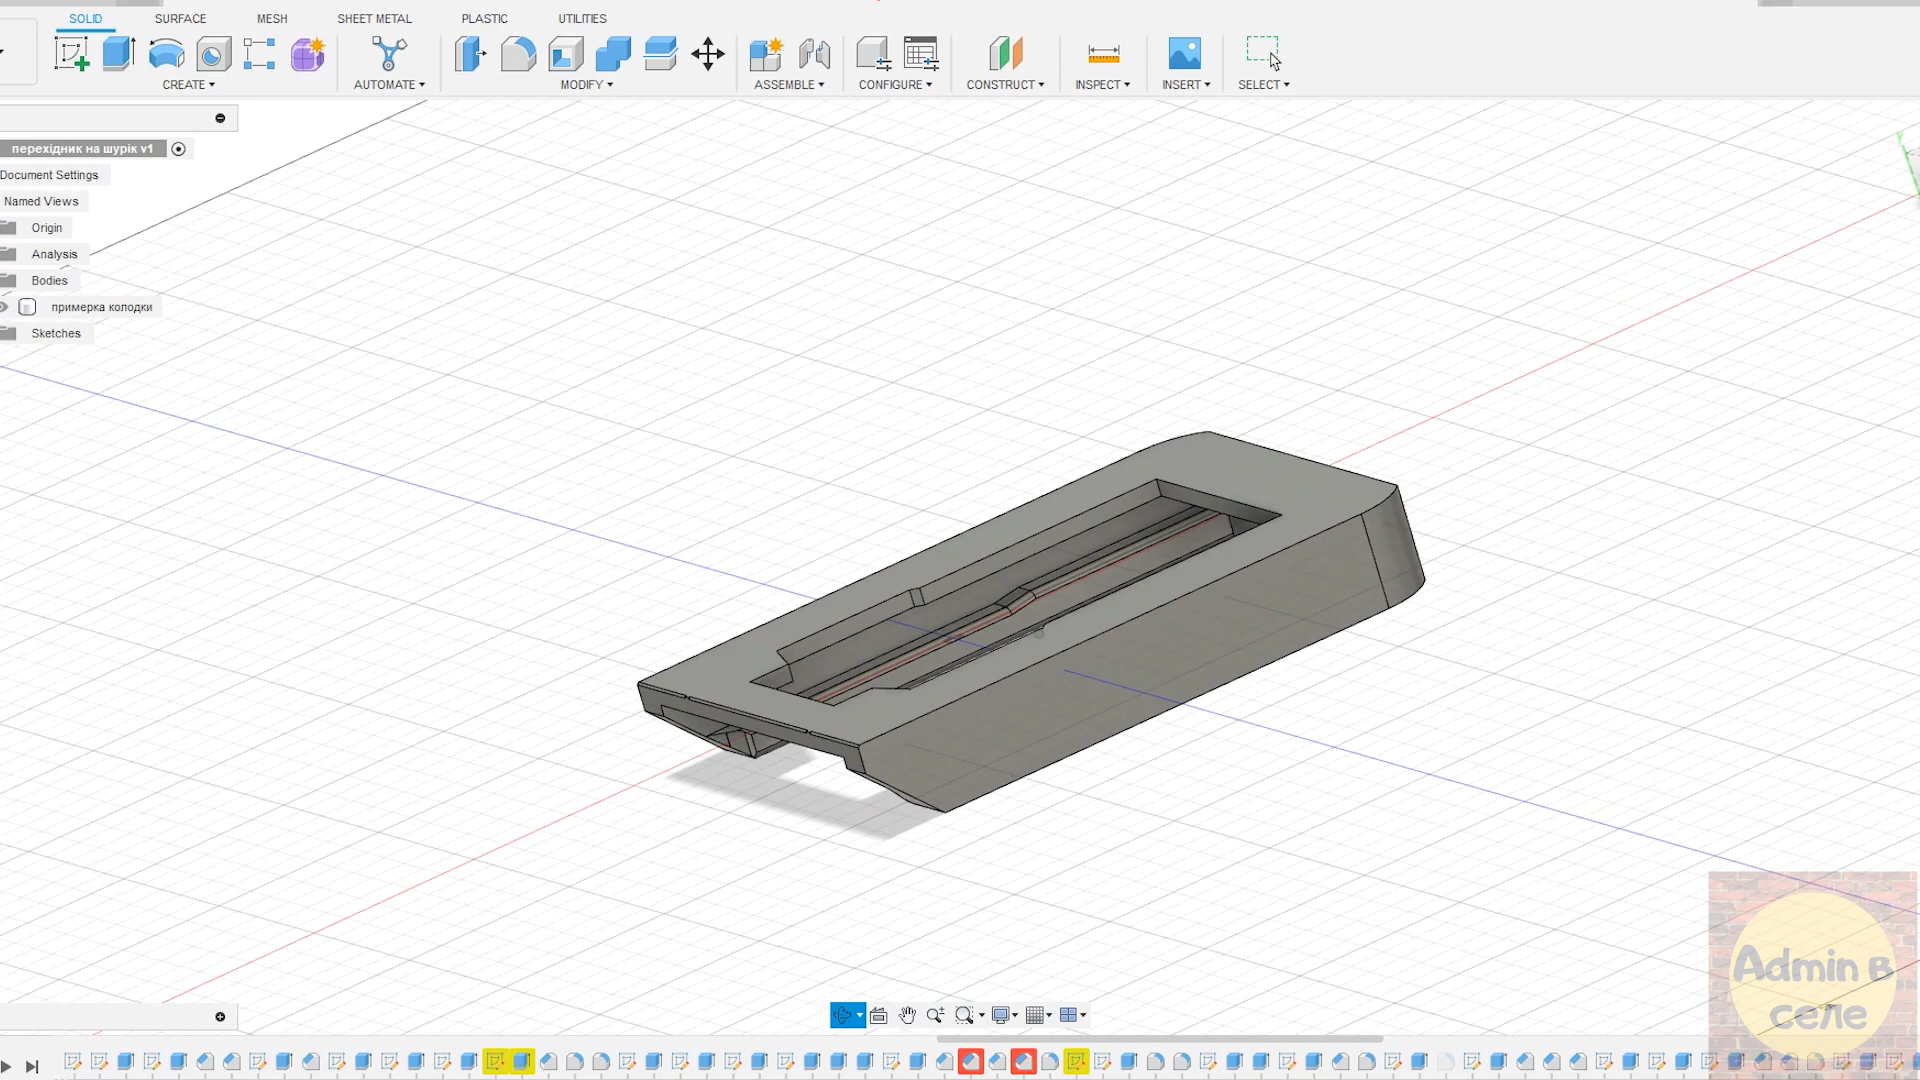 SOLID SURFACE MESH SHEET METAL PLASTIC UTILITIES
CREATE AUTOMATE MODIFY ASSEMBLE CONFIGURE CONSTRUCT INSPECT INSERT SELECT
перехідник на шурік v1
Document Settings
Named Views
Origin
Analysis
Bodies
примерка колодки
Sketches
Admin в
селе